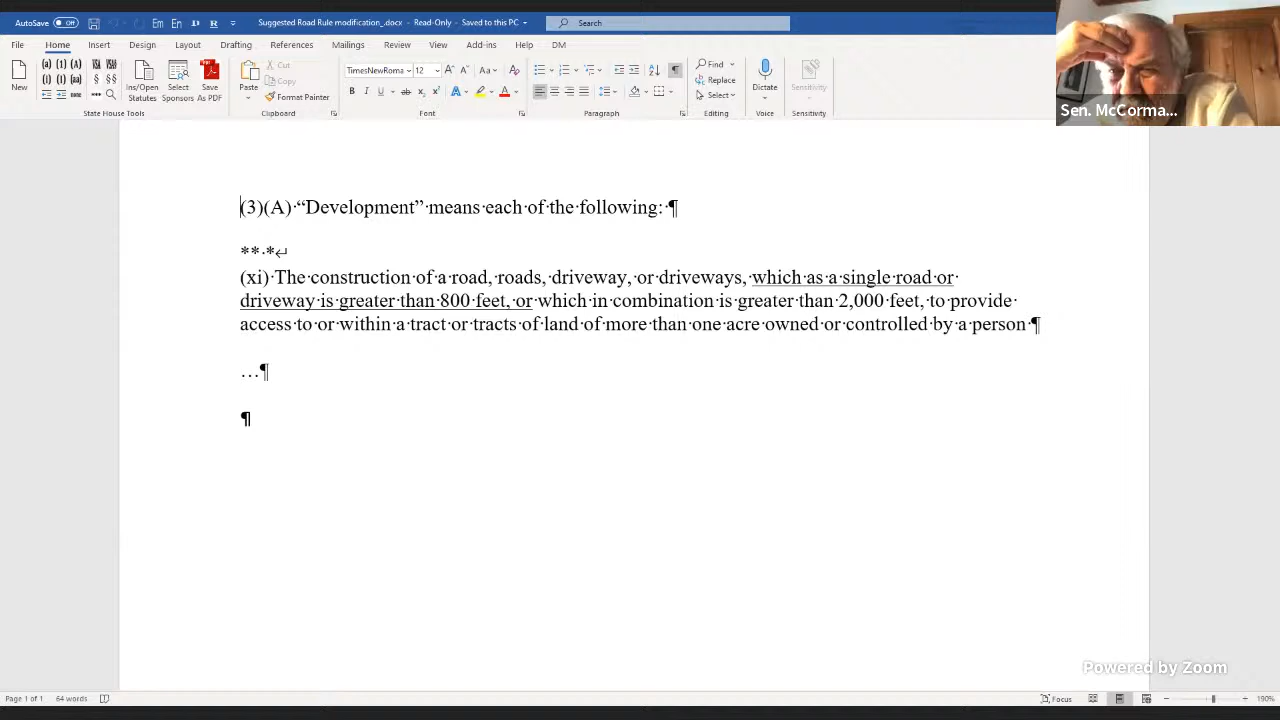 AutoSave Off Suggested Road Rule modification_.docx - Read-Only - Saved to this PC Search
File Home Insert Design Layout References Mailings Review View Add-ins Help DM
New
Ins/Open Statutes
Select Sponsors
Save As PDF
State House Tools
Paste
Cut
Copy
Format Painter
Clipboard
TimesNewRoma 12
Font
Paragraph
Find
Replace
Select
Editing
Dictate
Voice
Sensitivity
Sensitivity
Sen. McCorma...
(3)(A) “Development” means each of the following: ¶
** *
(xi) The construction of a road, roads, driveway, or driveways, which as a single road or
driveway is greater than 800 feet, or which in combination is greater than 2,000 feet, to provide
access to or within a tract or tracts of land of more than one acre owned or controlled by a person ¶
…¶
¶
Powered by Zoom
Page 1 of 1 64 words Focus 190%